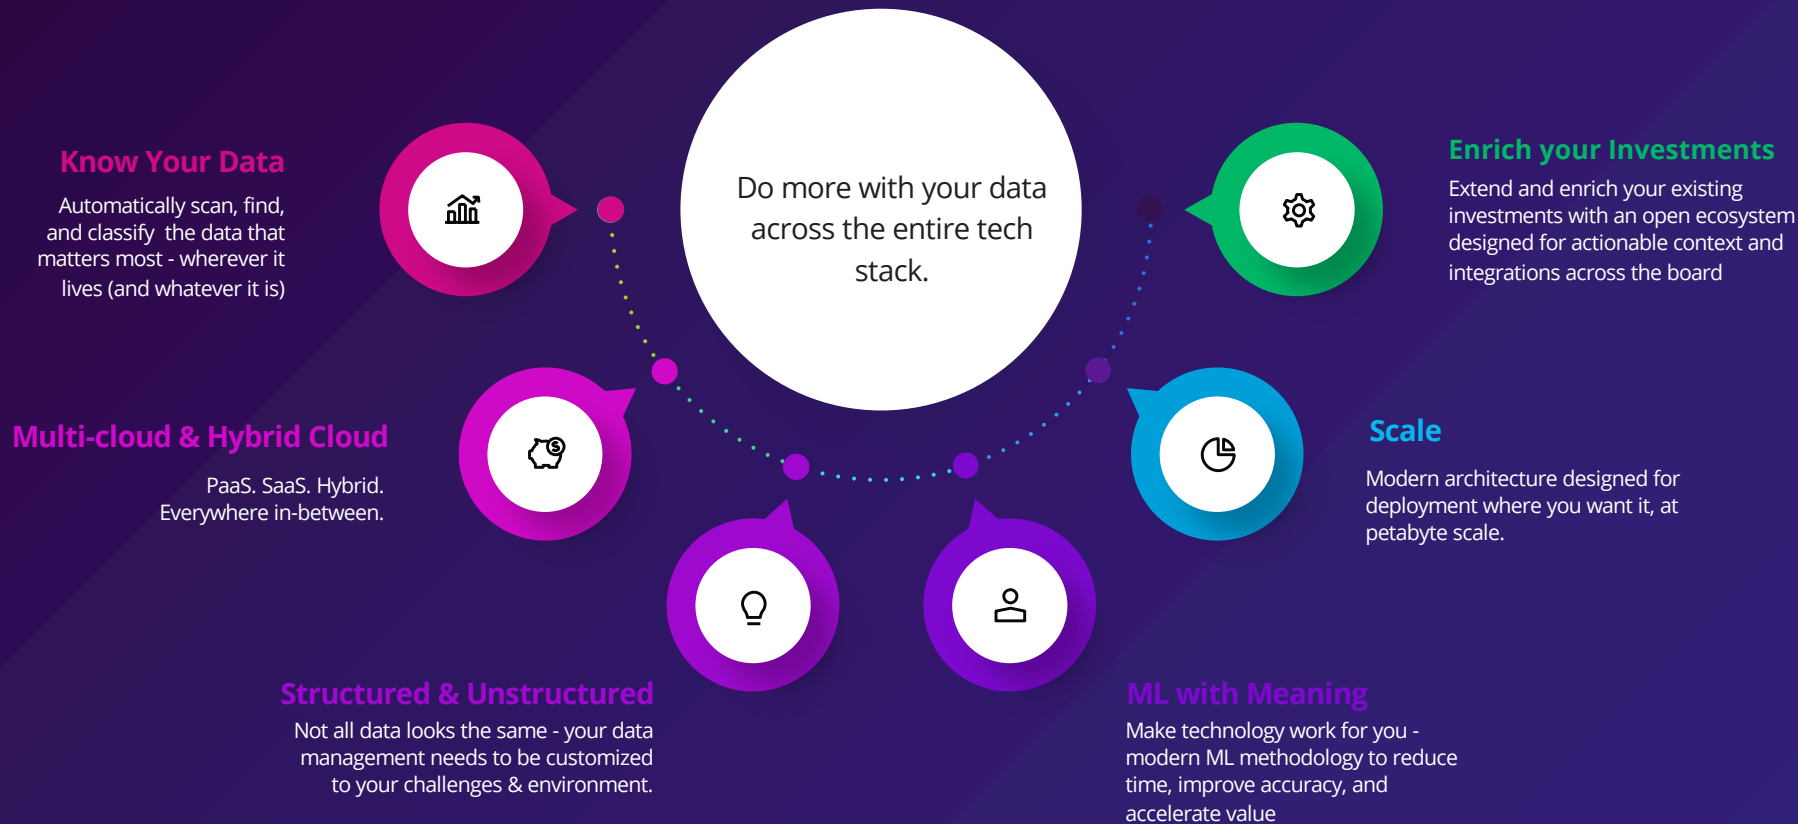 Do more with your data
across the entire tech
stack.
Know Your Data
Automatically scan, find,
and classify  the data that
matters most - wherever it
lives (and whatever it is)
Multi-cloud & Hybrid Cloud
PaaS. SaaS. Hybrid.
Everywhere in-between.
Structured & Unstructured
Not all data looks the same - your data
management needs to be customized
to your challenges & environment.
ML with Meaning
Make technology work for you -
modern ML methodology to reduce
time, improve accuracy, and
accelerate value
Scale
Modern architecture designed for
deployment where you want it, at
petabyte scale.
Enrich your Investments
Extend and enrich your existing
investments with an open ecosystem
designed for actionable context and
integrations across the board